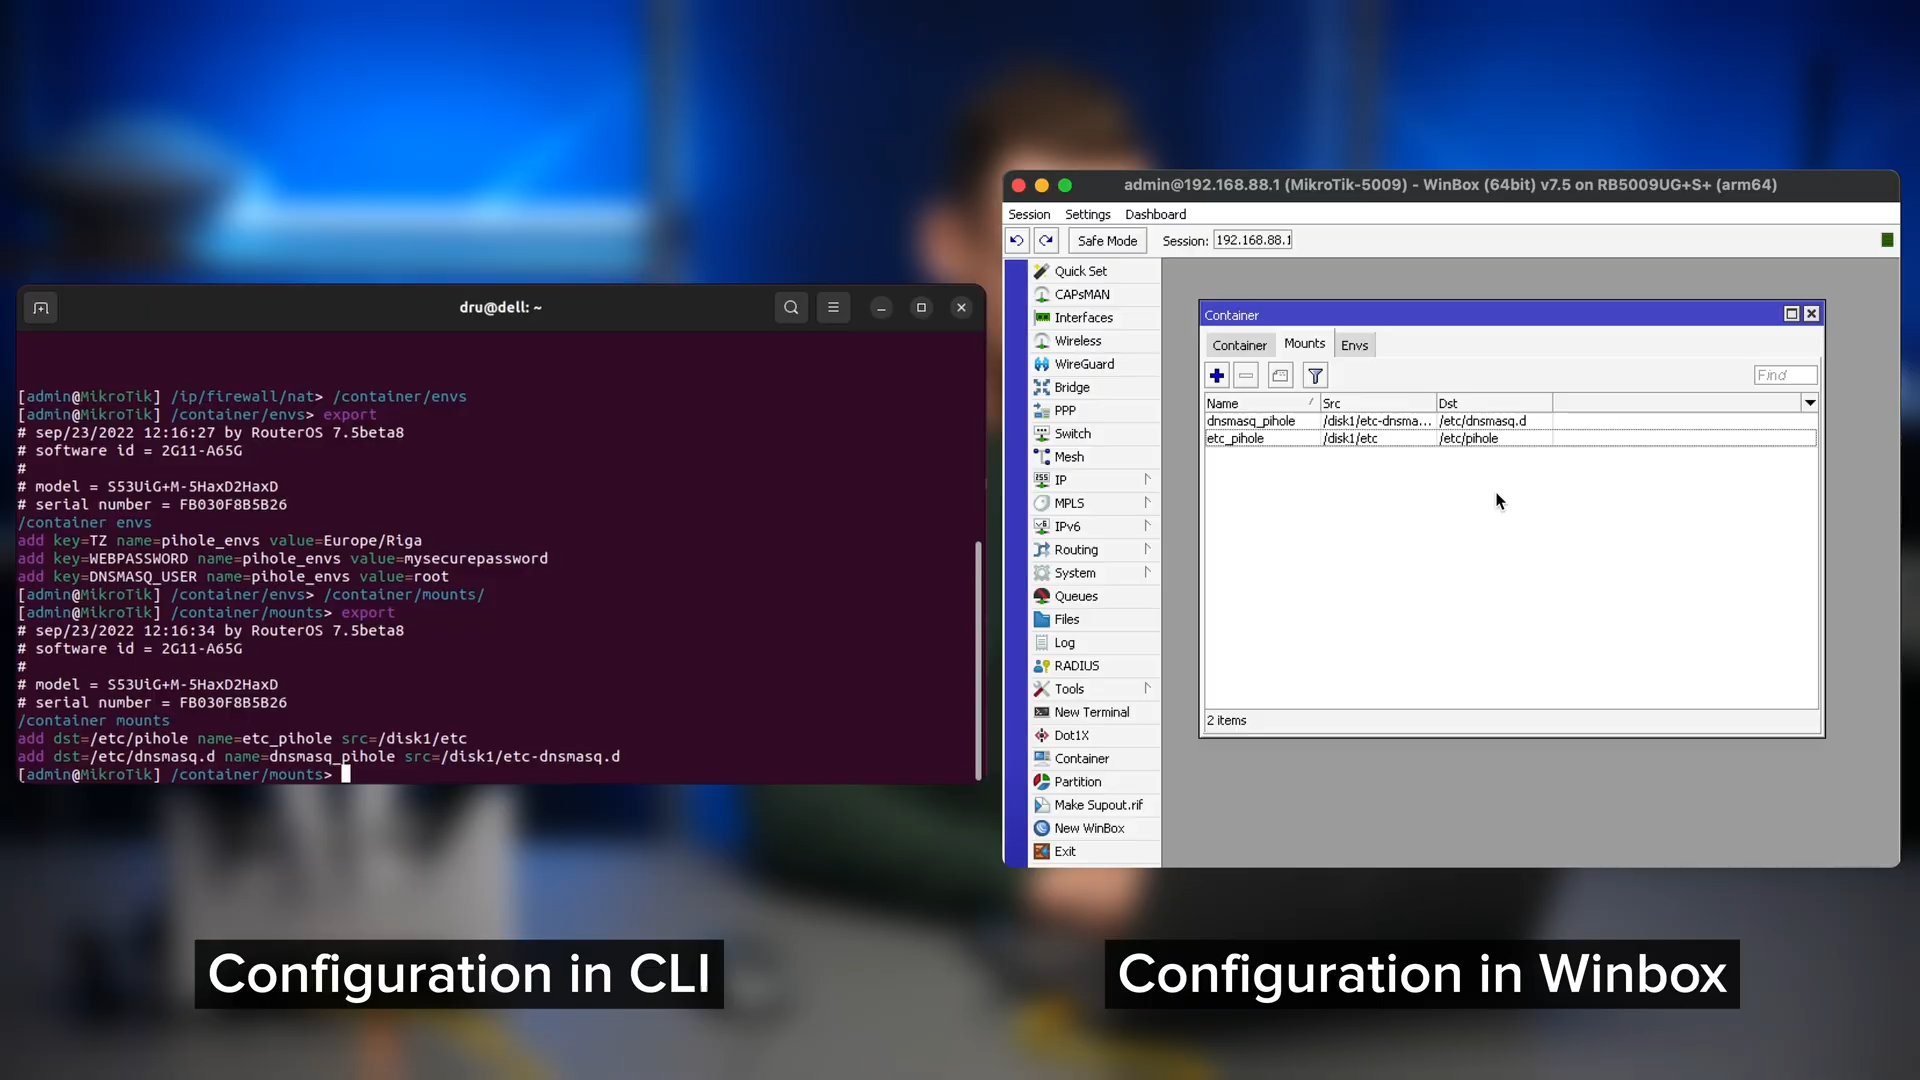 dru@dell: ~
[admin@MikroTik] /ip/firewall/nat> /container/envs
[admin@MikroTik] /container/envs> export
# sep/23/2022 12:16:27 by RouterOS 7.5beta8
# software id = 2G11-A65G
#
# model = S53UiG+M-5HaxD2HaxD
# serial number = FB030F8B5B26
/container envs
add key=TZ name=pihole_envs value=Europe/Riga
add key=WEBPASSWORD name=pihole_envs value=mysecurepassword
add key=DNSMASQ_USER name=pihole_envs value=root
[admin@MikroTik] /container/envs> /container/mounts/
[admin@MikroTik] /container/mounts> export
# sep/23/2022 12:16:34 by RouterOS 7.5beta8
# software id = 2G11-A65G
#
# model = S53UiG+M-5HaxD2HaxD
# serial number = FB030F8B5B26
/container mounts
add dst=/etc/pihole name=etc_pihole src=/disk1/etc
add dst=/etc/dnsmasq.d name=dnsmasq_pihole src=/disk1/etc-dnsmasq.d
[admin@MikroTik] /container/mounts>
Configuration in CLI
admin@192.168.88.1 (MikroTik-5009) - WinBox (64bit) v7.5 on RB5009UG+S+ (arm64)
Session Settings Dashboard
Safe Mode Session: 192.168.88.1
Quick Set
CAPsMAN
Interfaces
Wireless
WireGuard
Bridge
PPP
Switch
Mesh
IP
MPLS
IPv6
Routing
System
Queues
Files
Log
RADIUS
Tools
New Terminal
Dot1X
Container
Partition
Make Supout.rif
New WinBox
Exit
Container
Container Mounts Envs
Find
Name Src Dst
dnsmasq_pihole /disk1/etc-dnsma... /etc/dnsmasq.d
etc_pihole /disk1/etc /etc/pihole
2 items
Configuration in Winbox